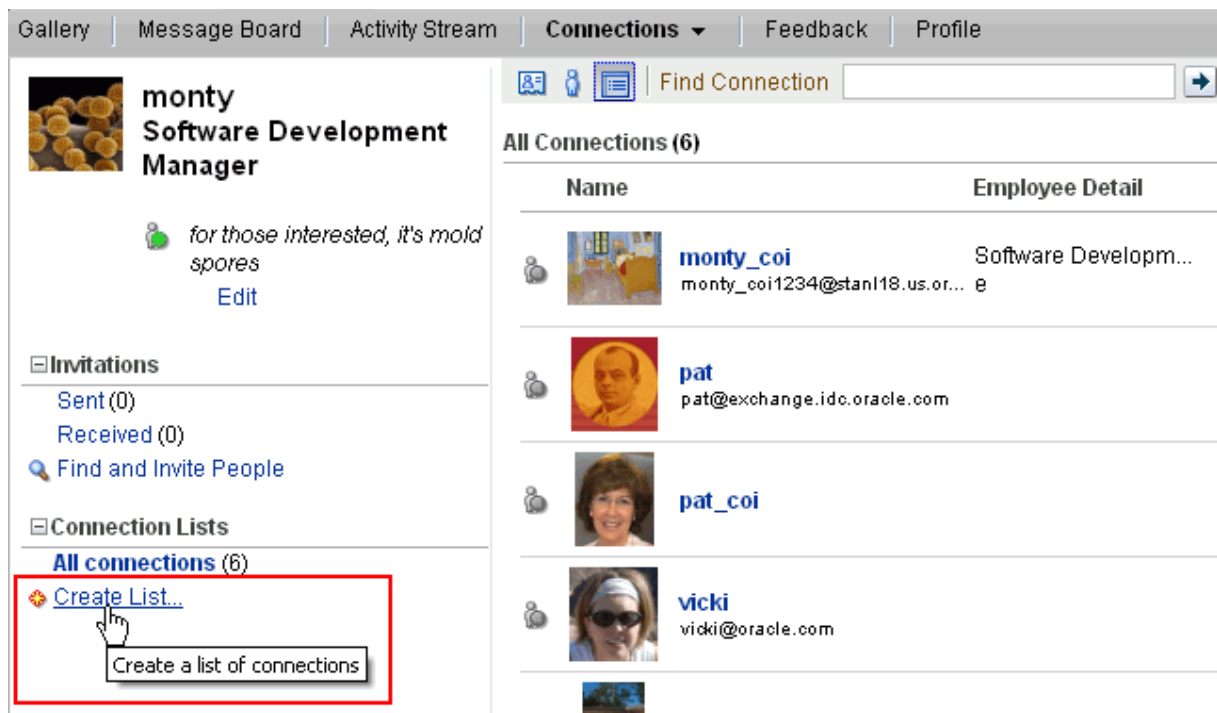 Gallery Message Board Activity Stream Connections Feedback Profile
monty
Software Development
Manager
for those interested, it's mold
spores
Edit
Invitations
Sent (0)
Received (0)
Find and Invite People
Connection Lists
All connections (6)
Create List...
Create a list of connections
Find Connection
All Connections (6)
Name Employee Detail
monty_coi Software Developm...
monty_coi1234@stanl18.us.or... e
pat
pat@exchange.idc.oracle.com
pat_coi
vicki
vicki@oracle.com